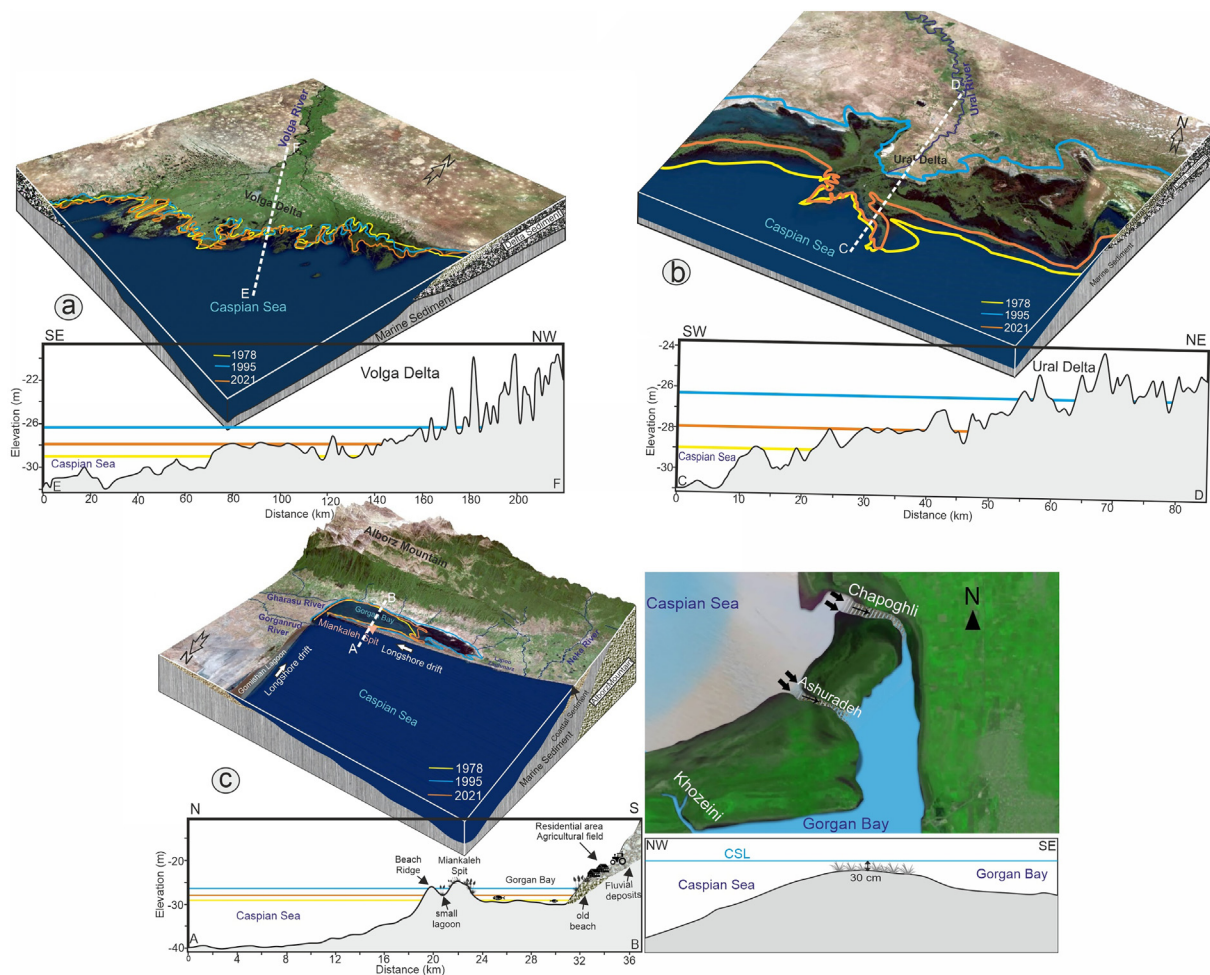 Volga River
F
Volga Delta
N
Delta Sediment
Caspian Sea
E
Marine Sediment
a
1978
1995
2021
SE
NW
Volga Delta
Elevation (m)
-22
-26
-30
Caspian Sea
E
F
0 20 40 60 80 100 120 140 160 180 200
Distance (km)
D
Ural River
N
Ural Delta
Caspian Sea
C
Marine Sediment
b
1978
1995
2021
SW
NE
Ural Delta
Elevation (m)
-24
-26
-28
-30
Caspian Sea
C
D
0 10 20 30 40 50 60 70 80
Distance (km)
Alborz Mountain
Gharasu River
B
Gorgan Bay
Gorganrud River
Miankaleh Spit
A
Longshore drift
Neka River
N
Gomishan Lagoon
Longshore drift
Caspian Sea
Coastal Sediment
Marine Sediment
Alborz Mountain
c
1978
1995
2021
N
S
Elevation (m)
-20
-30
-40
Residential area
Agricultural field
Beach Ridge
Miankaleh Spit
Gorgan Bay
Fluvial deposits
small lagoon
old beach
Caspian Sea
A
B
0 4 8 12 16 20 24 28 32 36
Distance (km)
Caspian Sea
Chapoghli
N
Ashuradeh
Khozeini
Gorgan Bay
NW
SE
CSL
30 cm
Caspian Sea
Gorgan Bay